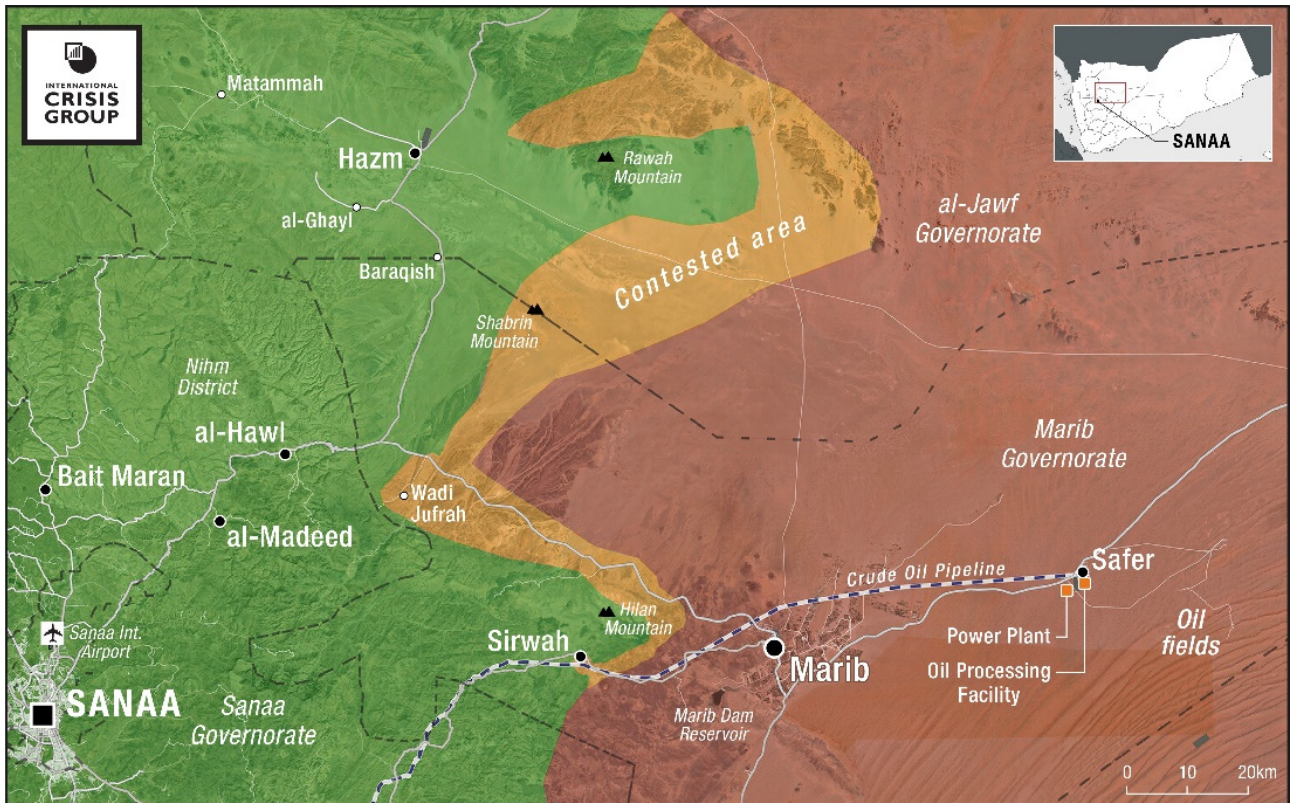 INTERNATIONAL
CRISIS
GROUP
Matammah
Hazm
al-Ghayl
Baraqish
Rawah
Mountain
SANAA
al-Jawf
Governorate
Contested area
Shabrin
Mountain
Nihm
District
al-Hawl
Bait Maran
al-Madeed
Wadi
Jufrah
Marib
Governorate
Crude Oil Pipeline
Safer
Power Plant
Oil Processing
Facility
Oil
fields
Hilan
Mountain
Sirwah
Marib
Marib Dam
Reservoir
Sanaa Int.
Airport
SANAA
Sanaa
Governorate
0 10 20km